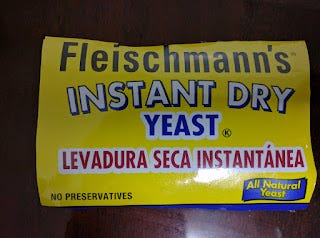 Fleischmann's
INSTANT DRY
YEAST K
LEVADURA SECA INSTANTÁNEA
NO PRESERVATIVES
All Natural
Yeast